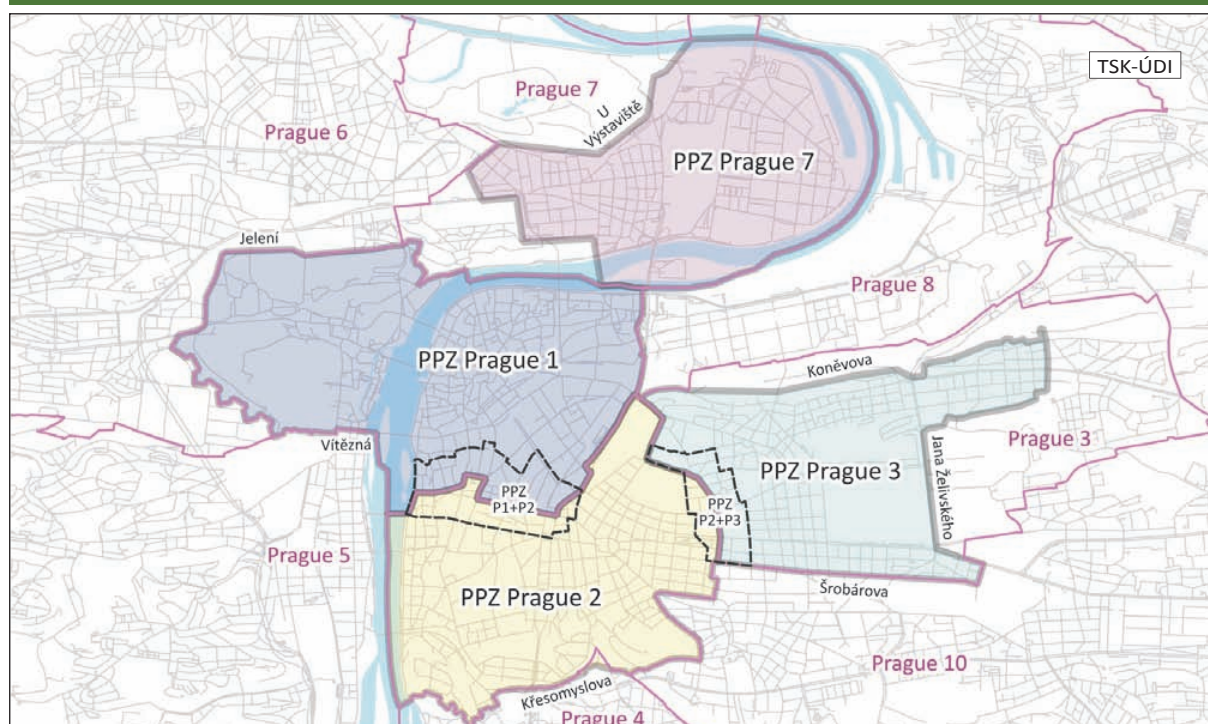 TSK-ÚDI
Prague 7
U
Výstaviště
Prague 6
PPZ Prague 7
Jelení
Prague 8
PPZ Prague 1
Koněvova
Vítězná
Prague 3
Jana Želivského
PPZ Prague 3
PPZ
P1+P2
PPZ
P2+P3
Prague 5
PPZ Prague 2
Šrobárova
Prague 10
Křesomyslova
Prague 4